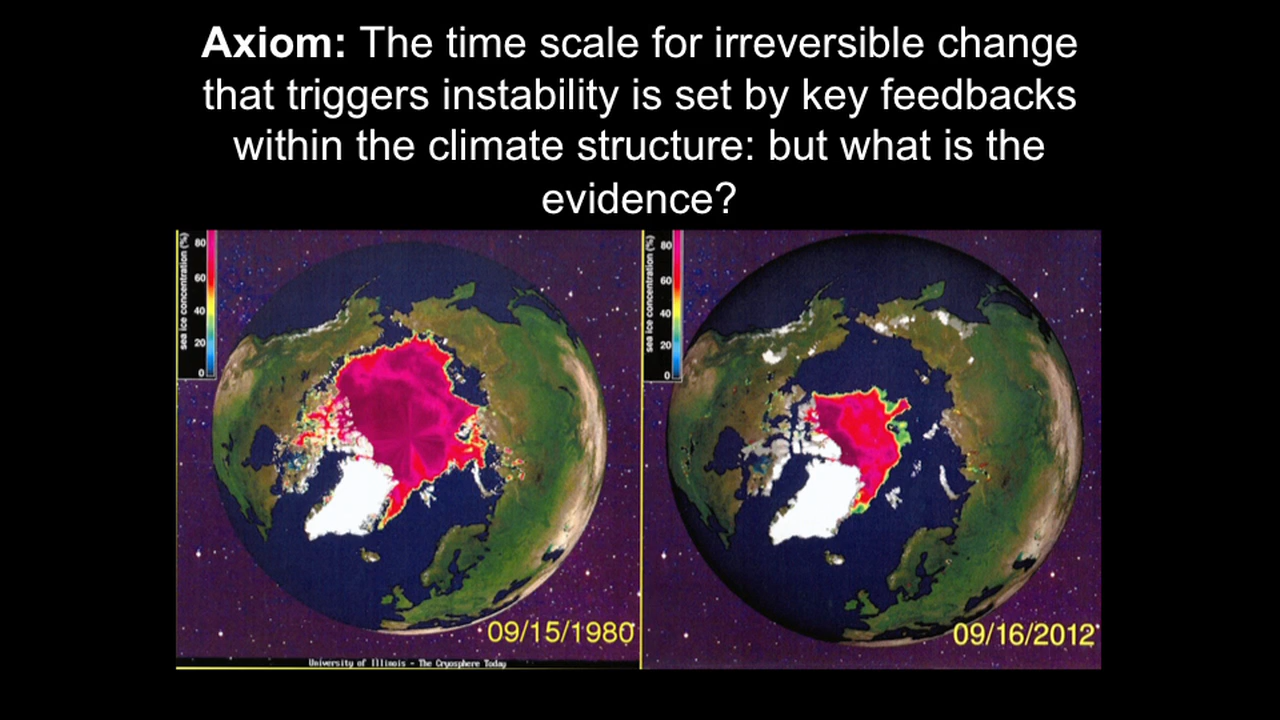 Axiom: The time scale for irreversible change
that triggers instability is set by key feedbacks
within the climate structure: but what is the
evidence?
sea ice concentration (%)
80
60
40
20
0
sea ice concentration (%)
80
60
40
20
0
09/15/1980
09/16/2012
University of Illinois - The Cryosphere Today